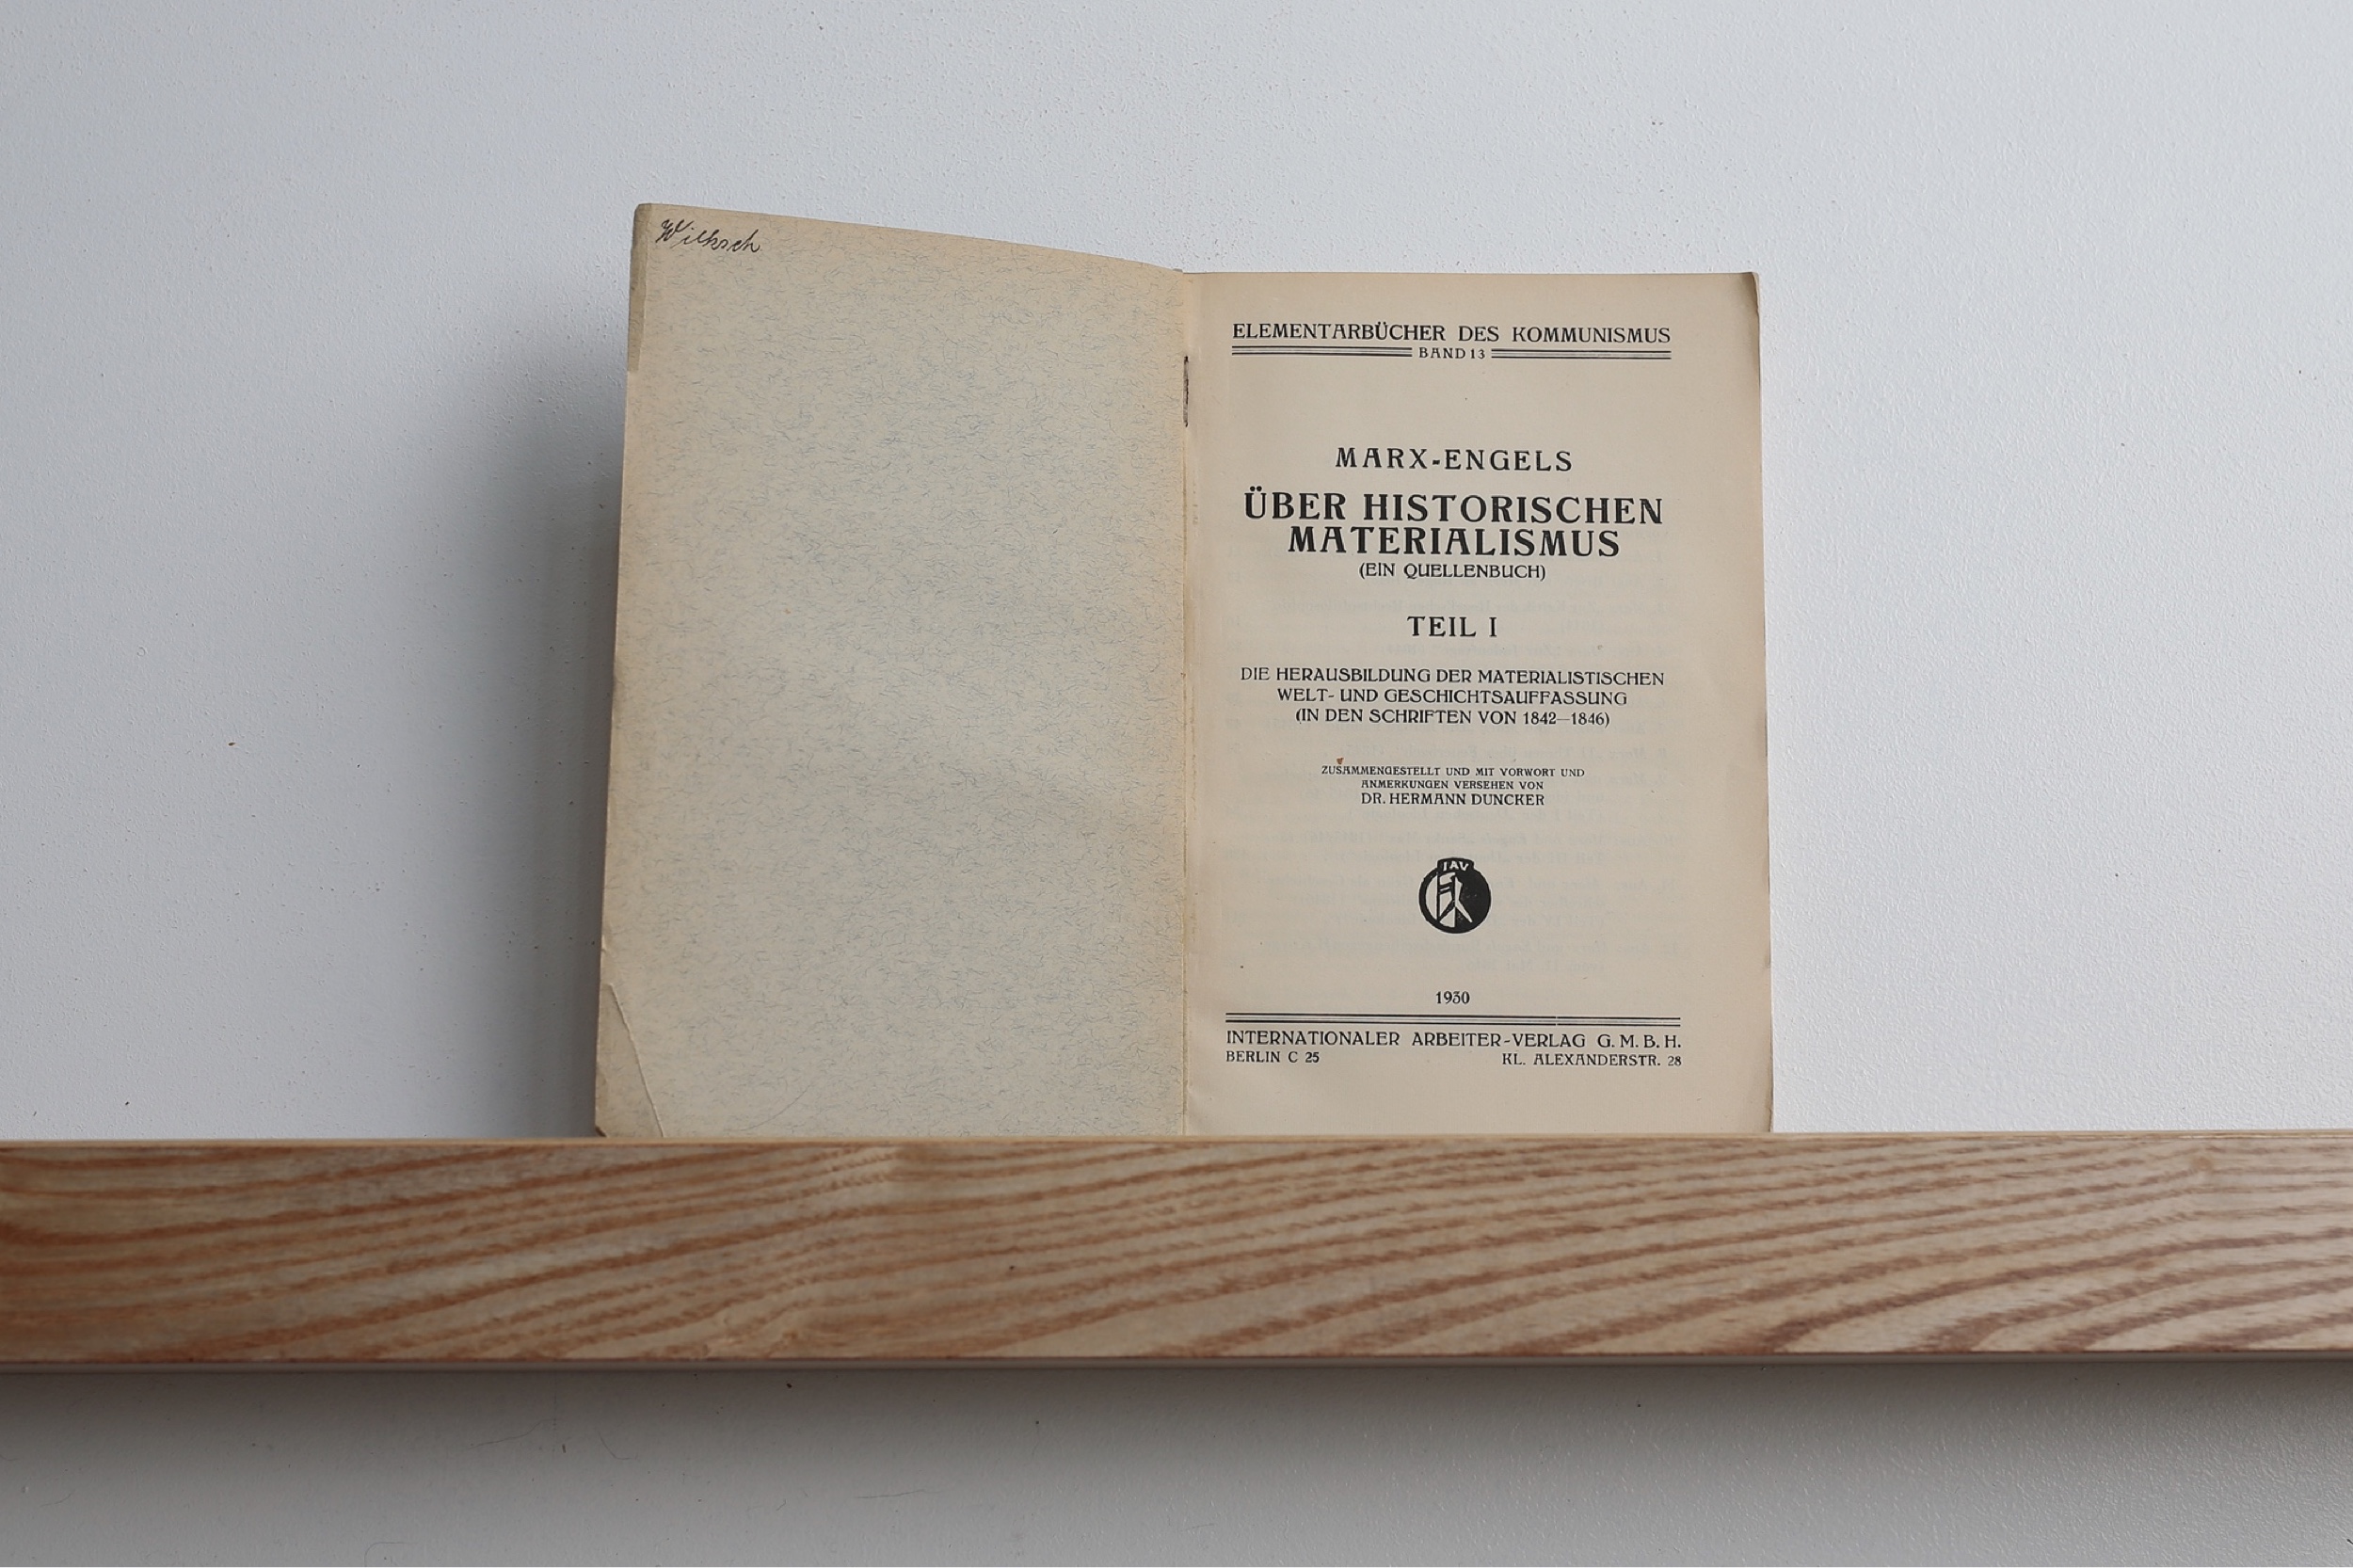 Wilksch
ELEMENTARBÜCHER DES KOMMUNISMUS
BAND 13
MARX-ENGELS
ÜBER HISTORISCHEN
MATERIALISMUS
(EIN QUELLENBUCH)
TEIL I
DIE HERAUSBILDUNG DER MATERIALISTISCHEN
WELT- UND GESCHICHTSAUFFASSUNG
(IN DEN SCHRIFTEN VON 1842—1846)
ZUSAMMENGESTELLT UND MIT VORWORT UND
ANMERKUNGEN VERSEHEN VON
DR. HERMANN DUNCKER
IAV
1930
INTERNATIONALER ARBEITER-VERLAG G. M. B. H.
BERLIN C 25 KL. ALEXANDERSTR. 28